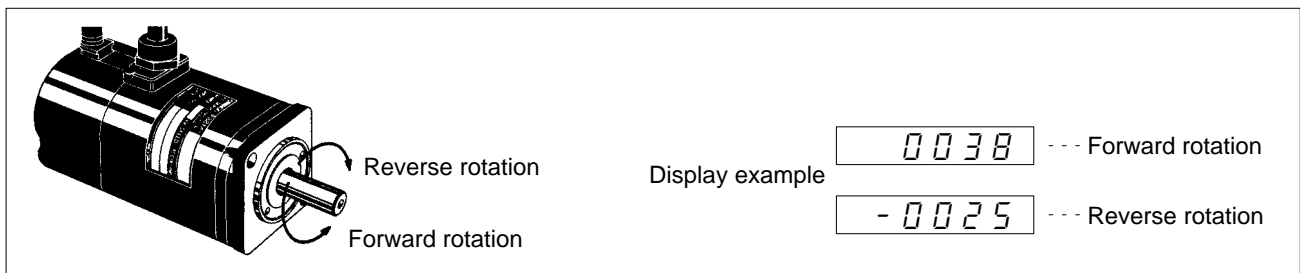 Reverse rotation
Forward rotation
Display example
0038 --- Forward rotation
-0025 --- Reverse rotation